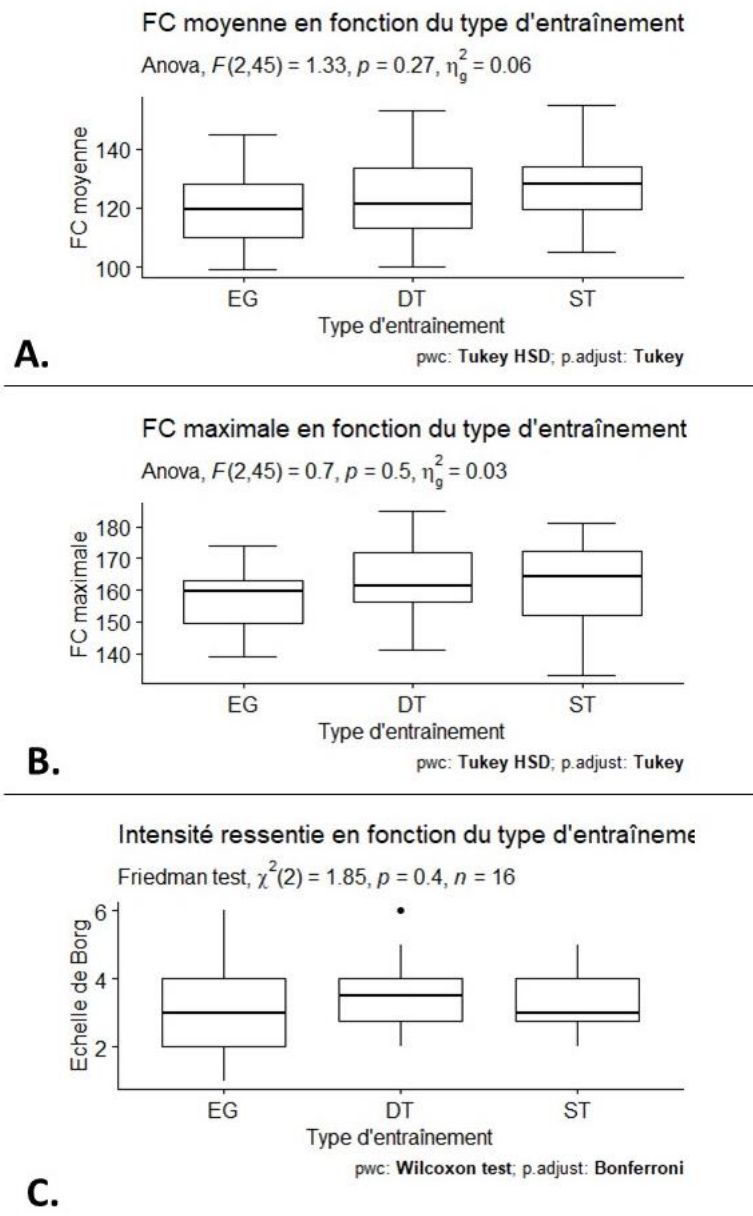 FC moyenne en fonction du type d'entraînement
Anova, F(2,45) = 1.33, p = 0.27, η²g = 0.06
FC moyenne
140
120
100
EG DT ST
Type d'entraînement
A.
pwc: Tukey HSD; p.adjust: Tukey
FC maximale en fonction du type d'entraînement
Anova, F(2,45) = 0.7, p = 0.5, η²g = 0.03
FC maximale
180
170
160
150
140
EG DT ST
Type d'entraînement
B.
pwc: Tukey HSD; p.adjust: Tukey
Intensité ressentie en fonction du type d'entraîneme
Friedman test, χ²(2) = 1.85, p = 0.4, n = 16
Echelle de Borg
6
4
2
EG DT ST
Type d'entraînement
pwc: Wilcoxon test; p.adjust: Bonferroni
C.